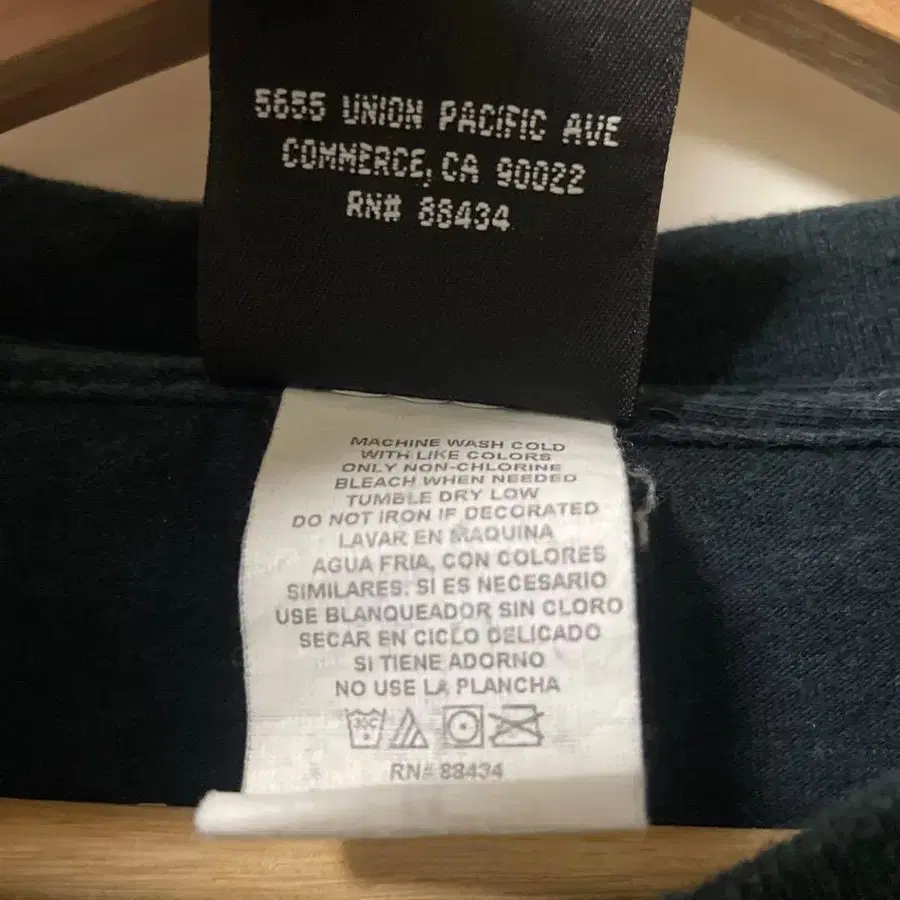 5655 UNION PACIFIC AVE
COMMERCE, CA 90022
RN# 88434
MACHINE WASH COLD
WITH LIKE COLORS
ONLY NON-CHLORINE
BLEACH WHEN NEEDED
TUMBLE DRY LOW
DO NOT IRON IF DECORATED
LAVAR EN MAQUINA
AGUA FRIA, CON COLORES
SIMILARES. SI ES NECESARIO
USE BLANQUEADOR SIN CLORO
SECAR EN CICLO DELICADO
SI TIENE ADORNO
NO USE LA PLANCHA
30C
RN# 88434